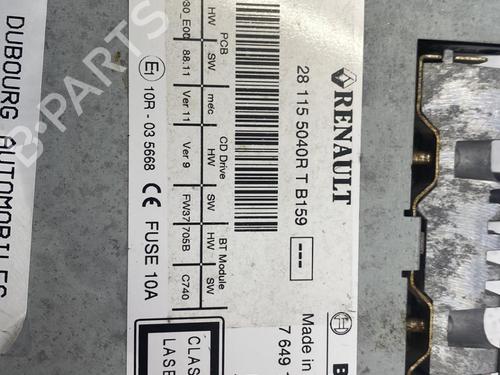 RENAULT
28 115 5040R T B159
---
Made in
7 649
PCB
HW
SW
30_E00
88.11
mec
Ver 11
CD Drive
HW
SW
Ver 9
FW37
BT Module
HW
SW
705B
C740
E1 10R - 03 5668 CE FUSE 10A
CLAS
LASE
DUBOURG AUTOMOBILES
B-PARTS